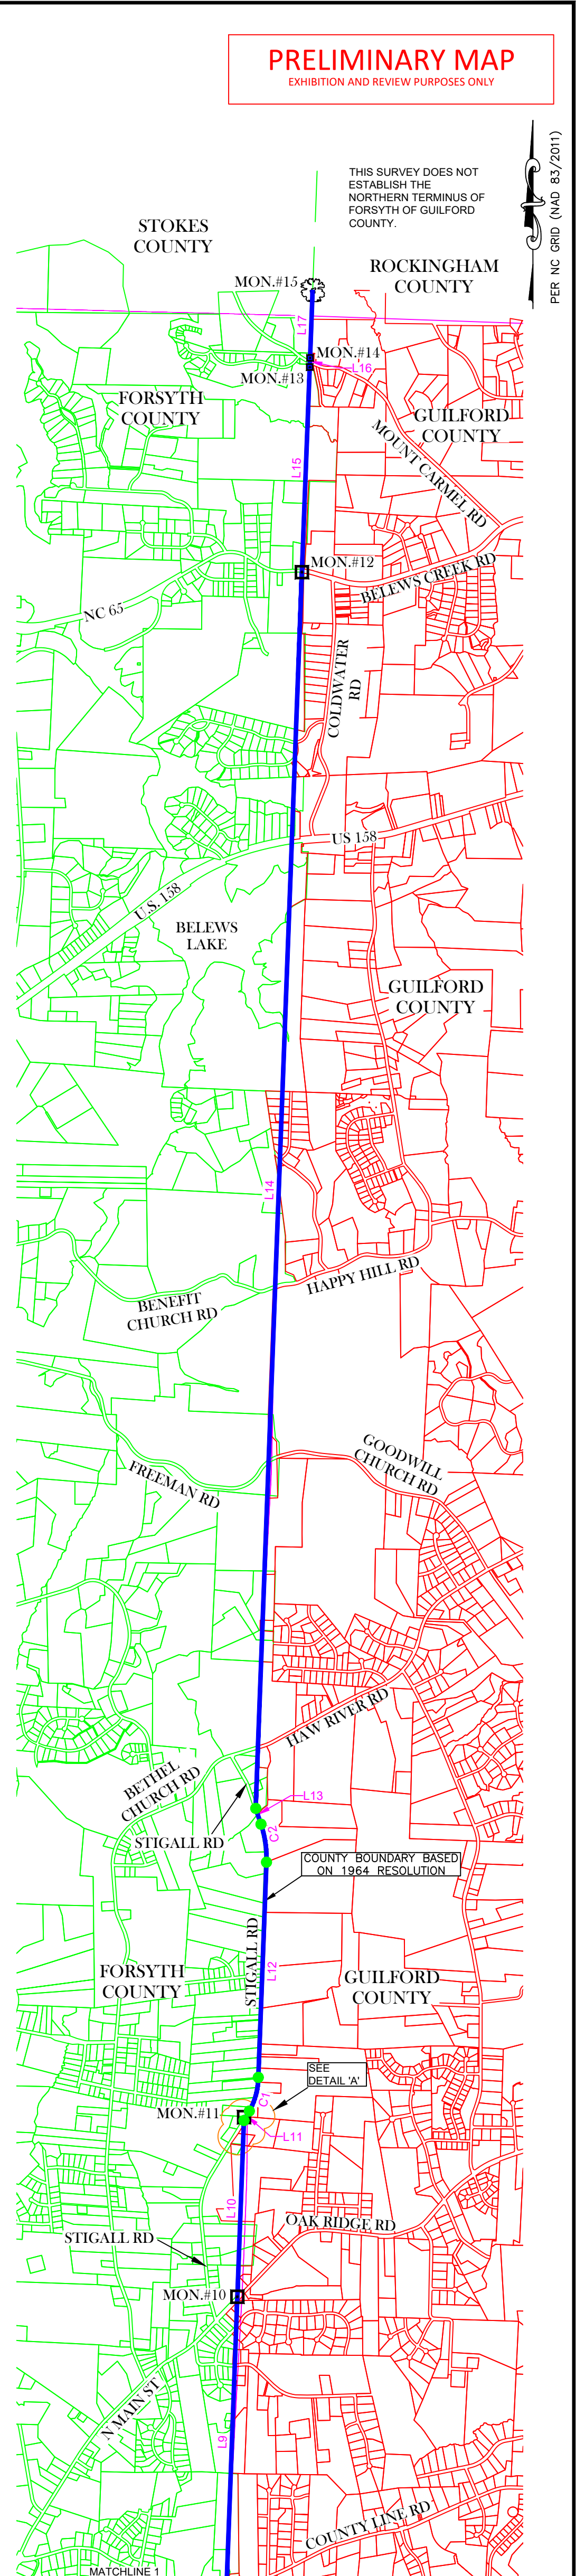 PRELIMINARY MAP
EXHIBITION AND REVIEW PURPOSES ONLY
PER NC GRID (NAD 83/2011)
THIS SURVEY DOES NOT
ESTABLISH THE
NORTHERN TERMINUS OF
FORSYTH OF GUILFORD
COUNTY.
STOKES
COUNTY
ROCKINGHAM
COUNTY
MON.#15
L17
MON.#14
L16
MON.#13
FORSYTH
COUNTY
GUILFORD
COUNTY
MOUNT CARMEL RD
L15
MON.#12
BELEWS CREEK RD
NC 65
COLDWATER
RD
US 158
U.S. 158
BELEWS
LAKE
GUILFORD
COUNTY
L14
HAPPY HILL RD
BENEFIT
CHURCH RD
GOODWILL
CHURCH RD
FREEMAN RD
HAW RIVER RD
BETHEL
CHURCH RD
L13
C2
STIGALL RD
COUNTY BOUNDARY BASED
ON 1964 RESOLUTION
STIGALL RD
L12
FORSYTH
COUNTY
GUILFORD
COUNTY
SEE
DETAIL 'A'
C1
MON.#11
L11
L10
OAK RIDGE RD
STIGALL RD
MON.#10
N MAIN ST
L9
COUNTY LINE RD
MATCHLINE 1